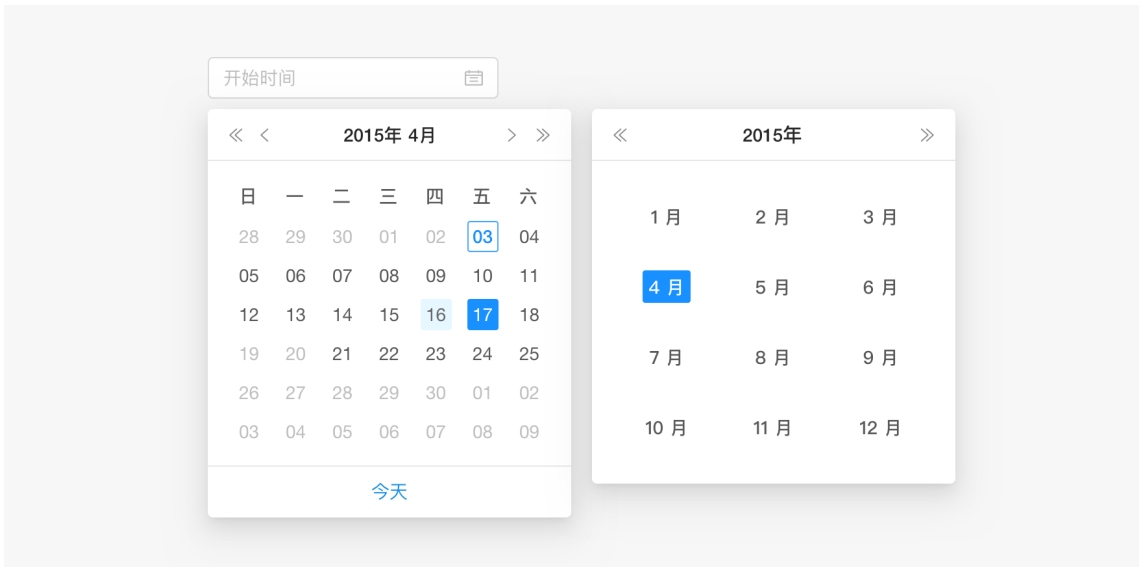 开始时间
2015年 4月
日 一 二 三 四 五 六
28 29 30 01 02 03 04
05 06 07 08 09 10 11
12 13 14 15 16 17 18
19 20 21 22 23 24 25
26 27 28 29 30 01 02
03 04 05 06 07 08 09
今天
2015年
1 月 2 月 3 月
4 月 5 月 6 月
7 月 8 月 9 月
10 月 11 月 12 月